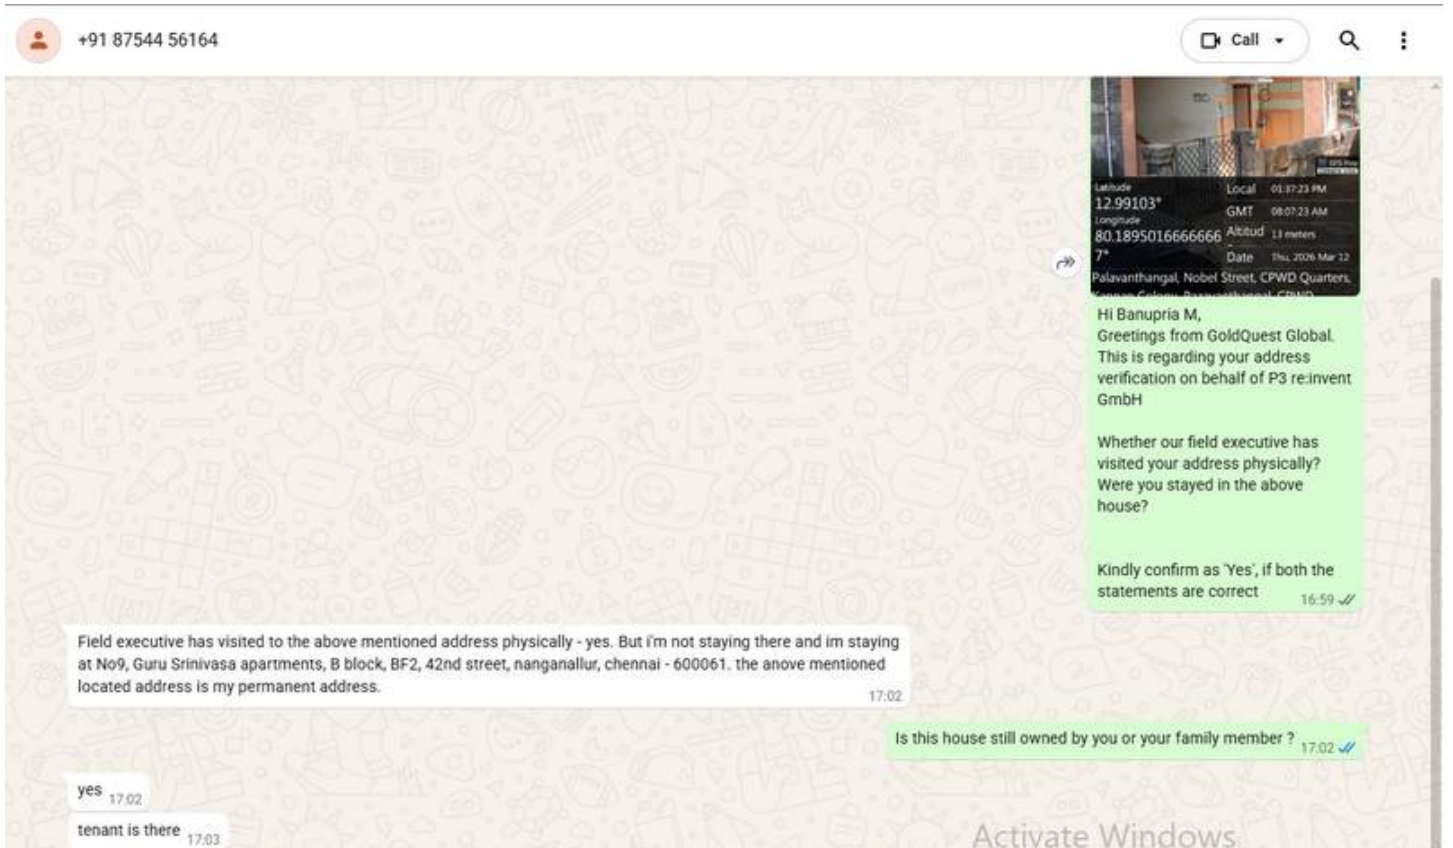 +91 87544 56164
Call
Latitude
12.99103°
Longitude
80.1895016666666
7°
Local 01:37:23 PM
GMT 08:07:23 AM
Altitud 13 meters
Date Thu, 2026 Mar 12
Palavanthangal, Nobel Street, CPWD Quarters,
Hi Banupria M,
Greetings from GoldQuest Global.
This is regarding your address
verification on behalf of P3 re:invent
GmbH
Whether our field executive has
visited your address physically?
Were you stayed in the above
house?
Kindly confirm as 'Yes', if both the
statements are correct
16:59
Field executive has visited to the above mentioned address physically - yes. But i'm not staying there and im staying
at No9, Guru Srinivasa apartments, B block, BF2, 42nd street, nanganallur, chennai - 600061. the anove mentioned
located address is my permanent address.
17:02
Is this house still owned by you or your family member ? 17:02
yes 17:02
tenant is there 17:03
Activate Windows